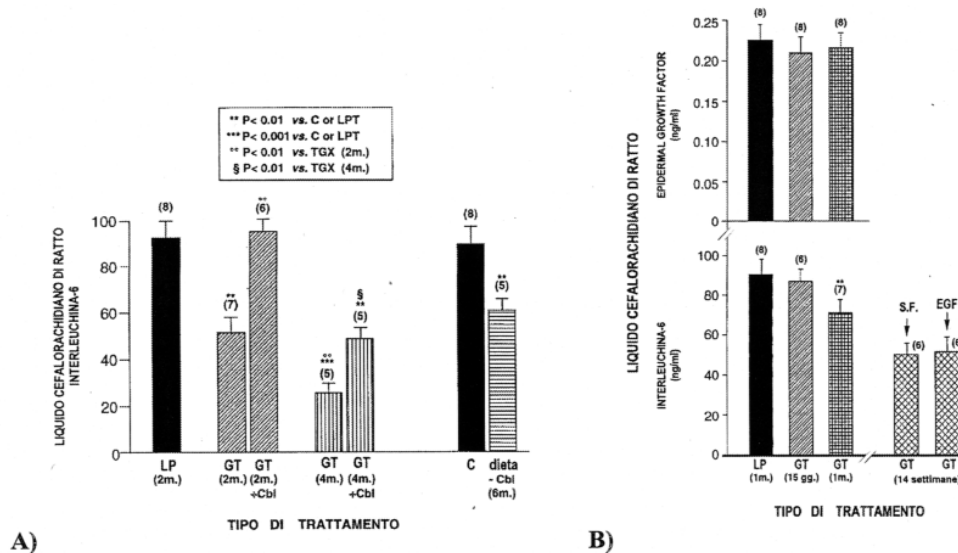 ** P< 0.01 vs. C or LPT
*** P< 0.001 vs. C or LPT
°° P< 0.01 vs. TGX (2m.)
§ P< 0.01 vs. TGX (4m.)
LIQUIDO CEFALORACHIDIANO DI RATTO
INTERLEUCHINA-6
100
80
60
40
20
0
(8)
**
(7)
°°
(6)
°°
***
(5)
§
**
(5)
(8)
**
(5)
LP
(2m.)
GT
(2m.)
GT
(2m.)
+Cbl
GT
(4m.)
GT
(4m.)
+Cbl
C
dieta
- Cbl
(6m.)
TIPO DI TRATTAMENTO
A)
LIQUIDO CEFALORACHIDIANO DI RATTO
EPIDERMAL GROWTH FACTOR
(ng/ml)
0.25
0.20
0.15
0.10
0.05
0
(8)
(8)
(8)
INTERLEUCHINA-6
(ng/ml)
100
80
60
40
20
0
(8)
(6)
**
(7)
S.F.
(6)
EGF
LP
(1m.)
GT
(15 gg.)
GT
(1m.)
GT
GT
(14 settimane)
TIPO DI TRATTAMENTO
B)